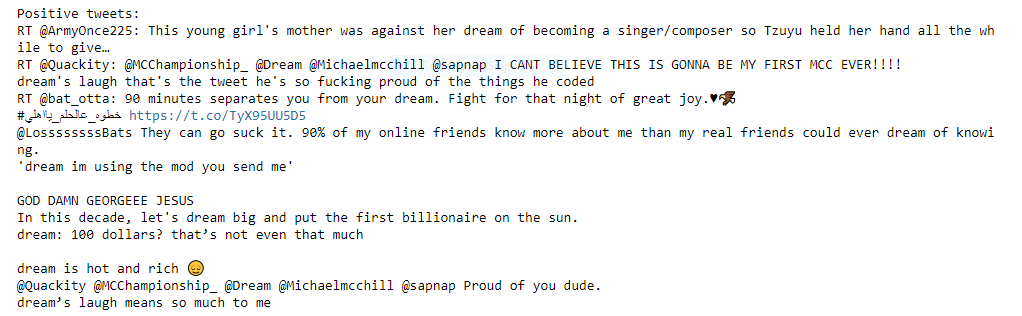 Positive tweets:
RT @ArmyOnce225: This young girl's mother was against her dream of becoming a singer/composer so Tzuyu held her hand all the wh
ile to give…
RT @Quackity: @MCChampionship_ @Dream @Michaelmcchill @sapnap I CANT BELIEVE THIS IS GONNA BE MY FIRST MCC EVER!!!!
dream's laugh that's the tweet he's so fucking proud of the things he coded
RT @bat_otta: 90 minutes separates you from your dream. Fight for that night of great joy.♥🦅
#خطوه_عالحلم_يااهلي https://t.co/TyX95UU5D5
@LosssssssssBats They can go suck it. 90% of my online friends know more about me than my real friends could ever dream of knowi
ng.
'dream im using the mod you send me'
GOD DAMN GEORGEEE JESUS
In this decade, let's dream big and put the first billionaire on the sun.
dream: 100 dollars? that’s not even that much
dream is hot and rich 😌
@Quackity @MCChampionship_ @Dream @Michaelmcchill @sapnap Proud of you dude.
dream’s laugh means so much to me